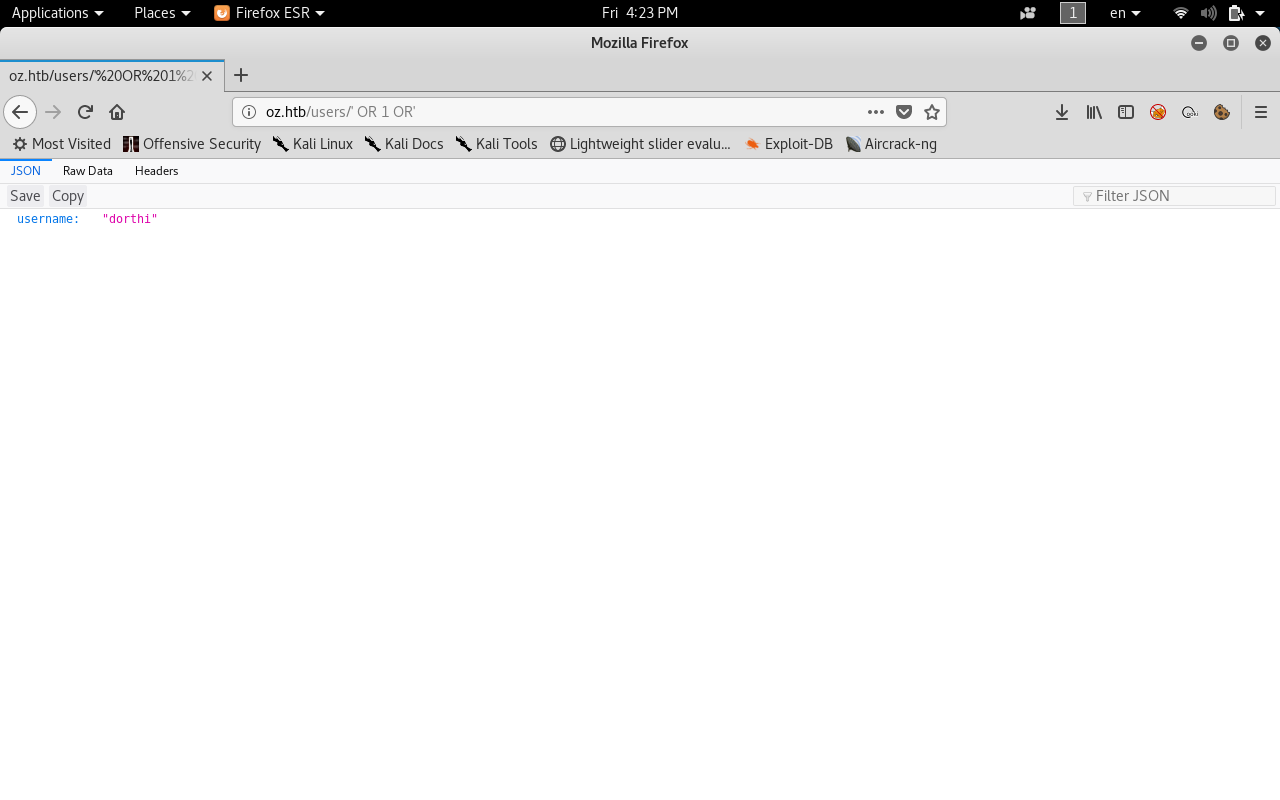 Applications Places Firefox ESR Fri 4:23 PM 1 en
Mozilla Firefox
oz.htb/users/'%20OR%201%2
oz.htb/users/' OR 1 OR'
Most Visited Offensive Security Kali Linux Kali Docs Kali Tools Lightweight slider evalu... Exploit-DB Aircrack-ng
JSON Raw Data Headers
Save Copy Filter JSON
username: "dorthi"